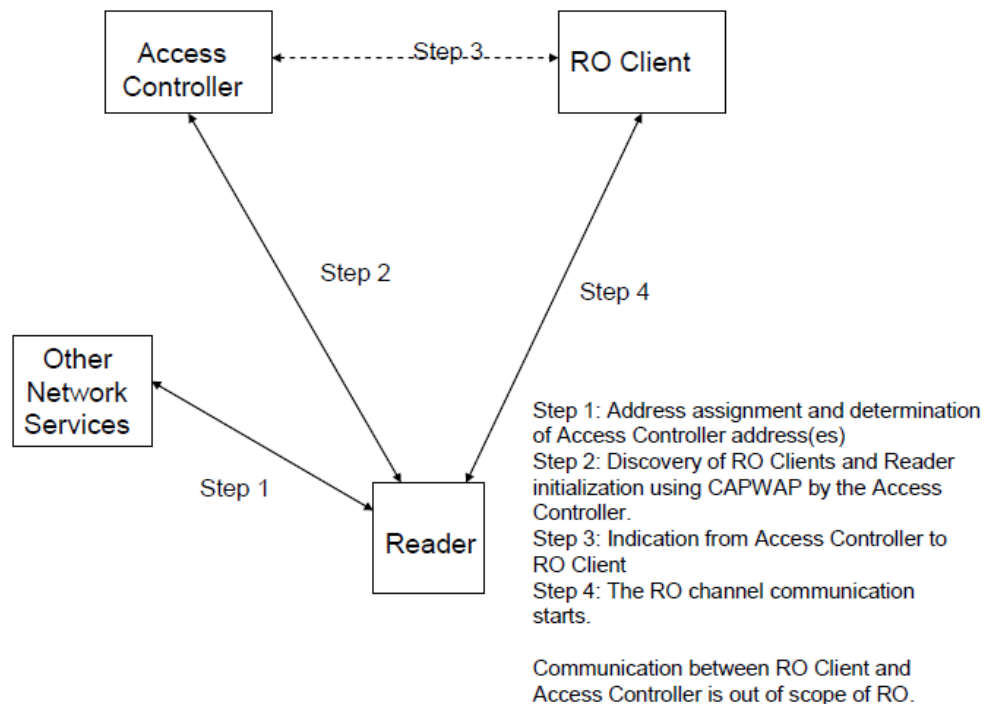 Access
Controller
Step 3
RO Client
Step 2
Step 4
Other
Network
Services
Step 1
Reader
Step 1: Address assignment and determination
of Access Controller address(es)
Step 2: Discovery of RO Clients and Reader
initialization using CAPWAP by the Access
Controller.
Step 3: Indication from Access Controller to
RO Client
Step 4: The RO channel communication
starts.
Communication between RO Client and
Access Controller is out of scope of RO.